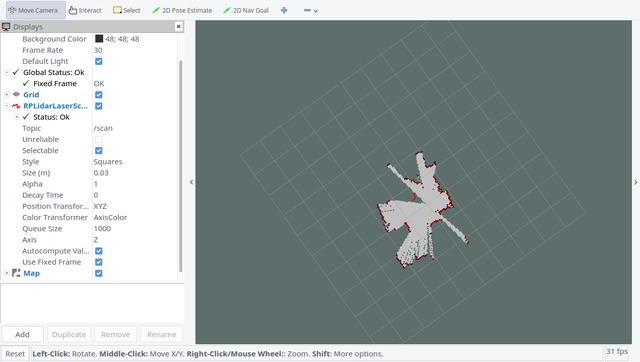 Move Camera Interact Select 2D Pose Estimate 2D Nav Goal
Displays
Background Color 48; 48; 48
Frame Rate 30
Default Light
Global Status: Ok
Fixed Frame OK
Grid
RPLidarLaserSc...
Status: Ok
Topic /scan
Unreliable
Selectable
Style Squares
Size (m) 0.03
Alpha 1
Decay Time 0
Position Transfor... XYZ
Color Transformer AxisColor
Queue Size 1000
Axis Z
Autocompute Val...
Use Fixed Frame
Map
Add Duplicate Remove Rename
Reset Left-Click: Rotate. Middle-Click: Move X/Y. Right-Click/Mouse Wheel:: Zoom. Shift: More options. 31 fps